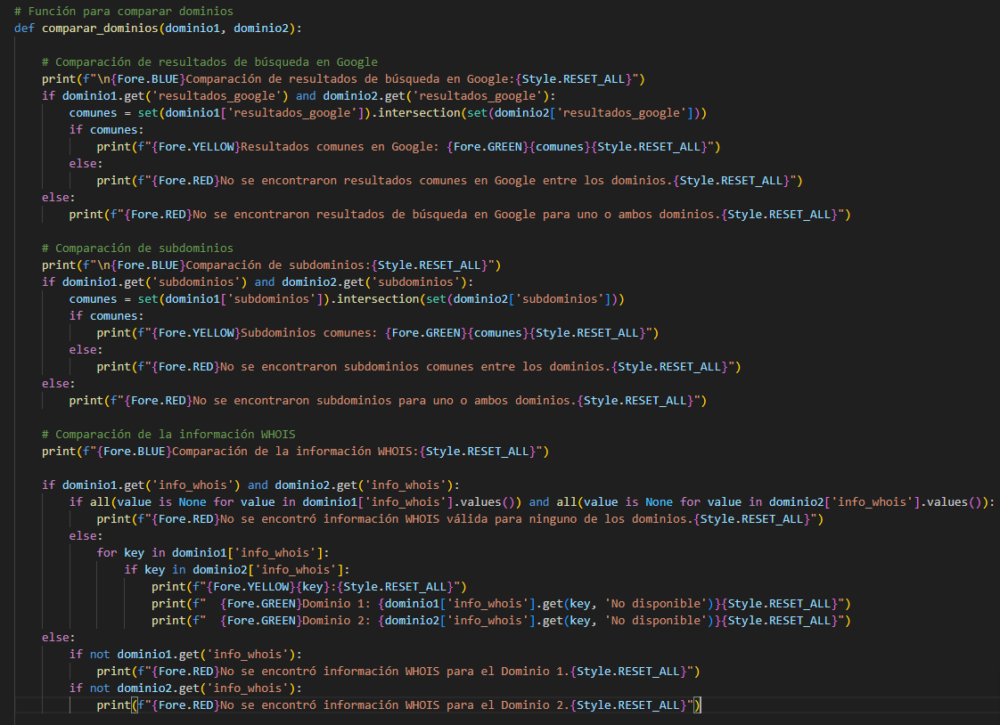 # Función para comparar dominios
def comparar_dominios(dominio1, dominio2):

    # Comparación de resultados de búsqueda en Google
    print(f"\n{Fore.BLUE}Comparación de resultados de búsqueda en Google:{Style.RESET_ALL}")
    if dominio1.get('resultados_google') and dominio2.get('resultados_google'):
        comunes = set(dominio1['resultados_google']).intersection(set(dominio2['resultados_google']))
        if comunes:
            print(f"{Fore.YELLOW}Resultados comunes en Google: {Fore.GREEN}{comunes}{Style.RESET_ALL}")
        else:
            print(f"{Fore.RED}No se encontraron resultados comunes en Google entre los dominios.{Style.RESET_ALL}")
    else:
        print(f"{Fore.RED}No se encontraron resultados de búsqueda en Google para uno o ambos dominios.{Style.RESET_ALL}")

    # Comparación de subdominios
    print(f"\n{Fore.BLUE}Comparación de subdominios:{Style.RESET_ALL}")
    if dominio1.get('subdominios') and dominio2.get('subdominios'):
        comunes = set(dominio1['subdominios']).intersection(set(dominio2['subdominios']))
        if comunes:
            print(f"{Fore.YELLOW}Subdominios comunes: {Fore.GREEN}{comunes}{Style.RESET_ALL}")
        else:
            print(f"{Fore.RED}No se encontraron subdominios comunes entre los dominios.{Style.RESET_ALL}")
    else:
        print(f"{Fore.RED}No se encontraron subdominios para uno o ambos dominios.{Style.RESET_ALL}")

    # Comparación de la información WHOIS
    print(f"{Fore.BLUE}Comparación de la información WHOIS:{Style.RESET_ALL}")

    if dominio1.get('info_whois') and dominio2.get('info_whois'):
        if all(value is None for value in dominio1['info_whois'].values()) and all(value is None for value in dominio2['info_whois'].values()):
            print(f"{Fore.RED}No se encontró información WHOIS válida para ninguno de los dominios.{Style.RESET_ALL}")
        else:
            for key in dominio1['info_whois']:
                if key in dominio2['info_whois']:
                    print(f"{Fore.YELLOW}{key}:{Style.RESET_ALL}")
                    print(f"  {Fore.GREEN}Dominio 1: {dominio1['info_whois'].get(key, 'No disponible')}{Style.RESET_ALL}")
                    print(f"  {Fore.GREEN}Dominio 2: {dominio2['info_whois'].get(key, 'No disponible')}{Style.RESET_ALL}")
    else:
        if not dominio1.get('info_whois'):
            print(f"{Fore.RED}No se encontró información WHOIS para el Dominio 1.{Style.RESET_ALL}")
        if not dominio2.get('info_whois'):
            print(f"{Fore.RED}No se encontró información WHOIS para el Dominio 2.{Style.RESET_ALL}")